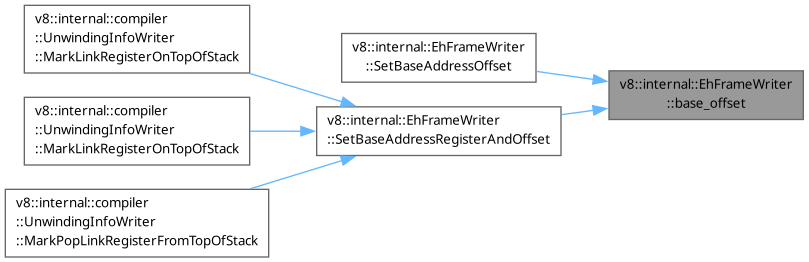 v8::internal::compiler
::UnwindingInfoWriter
::MarkLinkRegisterOnTopOfStack
v8::internal::EhFrameWriter
::SetBaseAddressOffset
v8::internal::EhFrameWriter
::base_offset
v8::internal::compiler
::UnwindingInfoWriter
::MarkLinkRegisterOnTopOfStack
v8::internal::EhFrameWriter
::SetBaseAddressRegisterAndOffset
v8::internal::compiler
::UnwindingInfoWriter
::MarkPopLinkRegisterFromTopOfStack